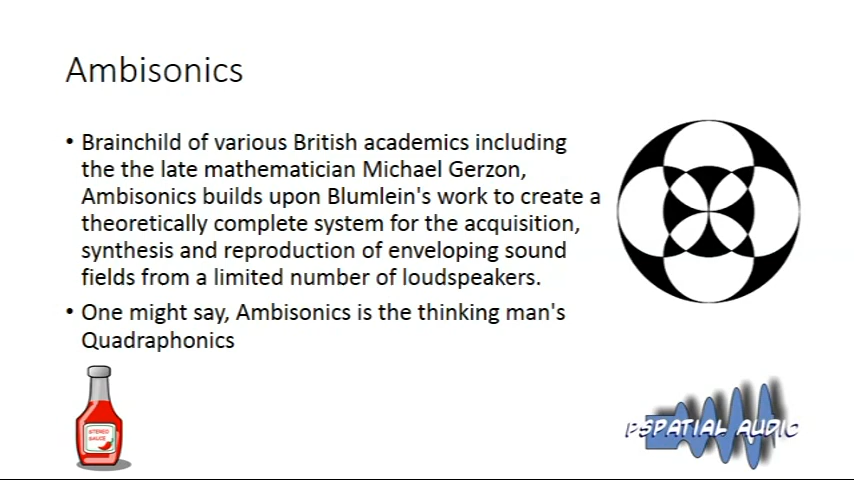 Ambisonics
• Brainchild of various British academics including
the the late mathematician Michael Gerzon,
Ambisonics builds upon Blumlein's work to create a
theoretically complete system for the acquisition,
synthesis and reproduction of enveloping sound
fields from a limited number of loudspeakers.
• One might say, Ambisonics is the thinking man's
Quadraphonics
STEREO
SAUCE
PSPATIAL AUDIO